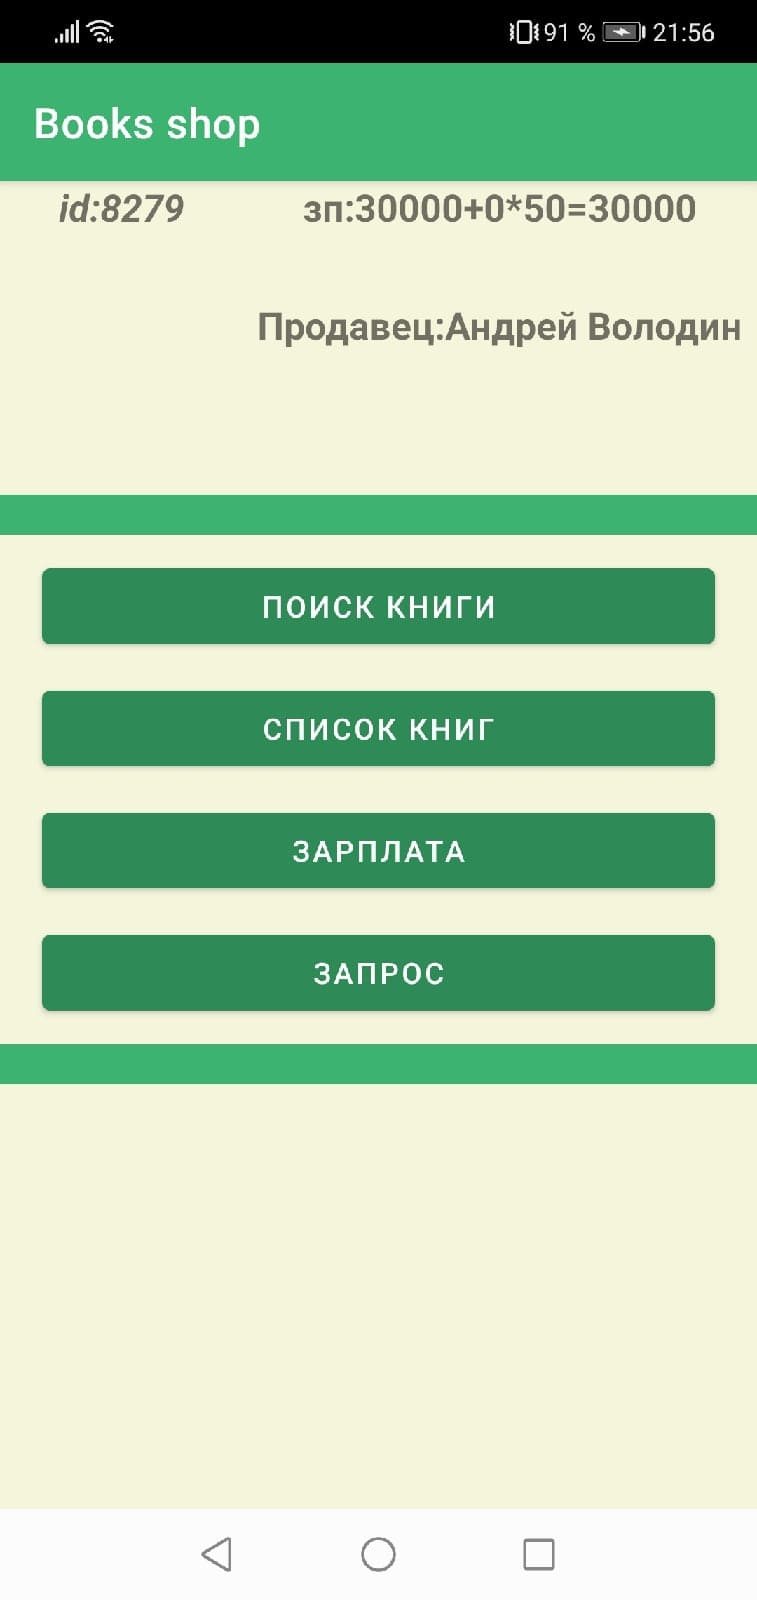 91 % 21:56
Books shop
id:8279 зп:30000+0*50=30000
Продавец:Андрей Володин
ПОИСК КНИГИ
СПИСОК КНИГ
ЗАРПЛАТА
ЗАПРОС